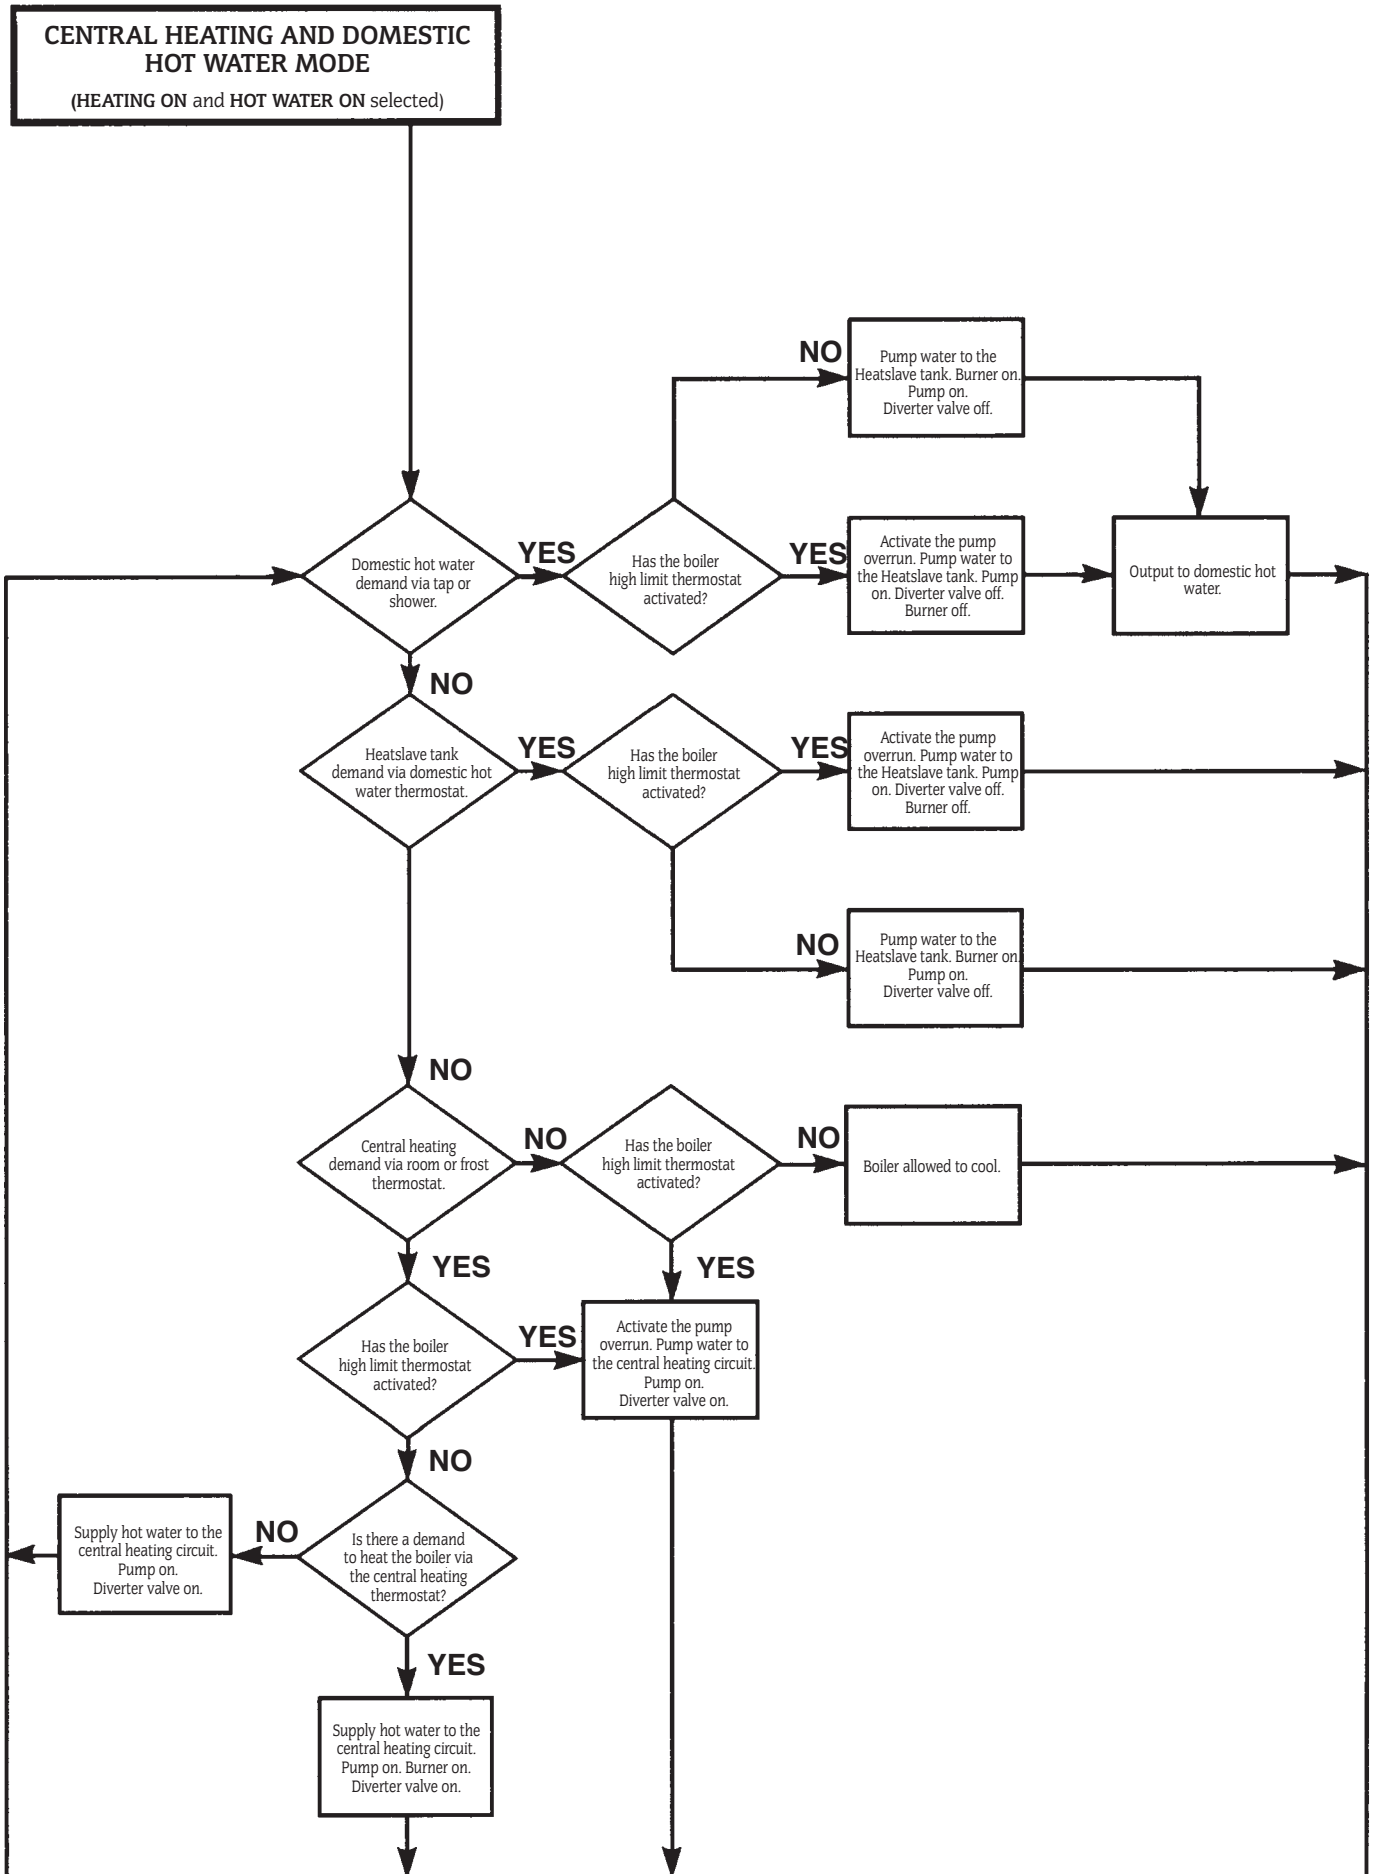 CENTRAL HEATING AND DOMESTIC
HOT WATER MODE
(HEATING ON and HOT WATER ON selected)
NO
Pump water to the
Heatslave tank. Burner on.
Pump on.
Diverter valve off.
Domestic hot water
demand via tap or
shower.
YES
Has the boiler
high limit thermostat
activated?
YES
Activate the pump
overrun. Pump water to
the Heatslave tank. Pump
on. Diverter valve off.
Burner off.
Output to domestic hot
water.
NO
Heatslave tank
demand via domestic hot
water thermostat.
YES
Has the boiler
high limit thermostat
activated?
YES
Activate the pump
overrun. Pump water to
the Heatslave tank. Pump
on. Diverter valve off.
Burner off.
NO
Pump water to the
Heatslave tank. Burner on.
Pump on.
Diverter valve off.
NO
Central heating
demand via room or frost
thermostat.
NO
Has the boiler
high limit thermostat
activated?
NO
Boiler allowed to cool.
YES
YES
Has the boiler
high limit thermostat
activated?
YES
Activate the pump
overrun. Pump water to
the central heating circuit.
Pump on.
Diverter valve on.
NO
Supply hot water to the
central heating circuit.
Pump on.
Diverter valve on.
NO
Is there a demand
to heat the boiler via
the central heating
thermostat?
YES
Supply hot water to the
central heating circuit.
Pump on. Burner on.
Diverter valve on.